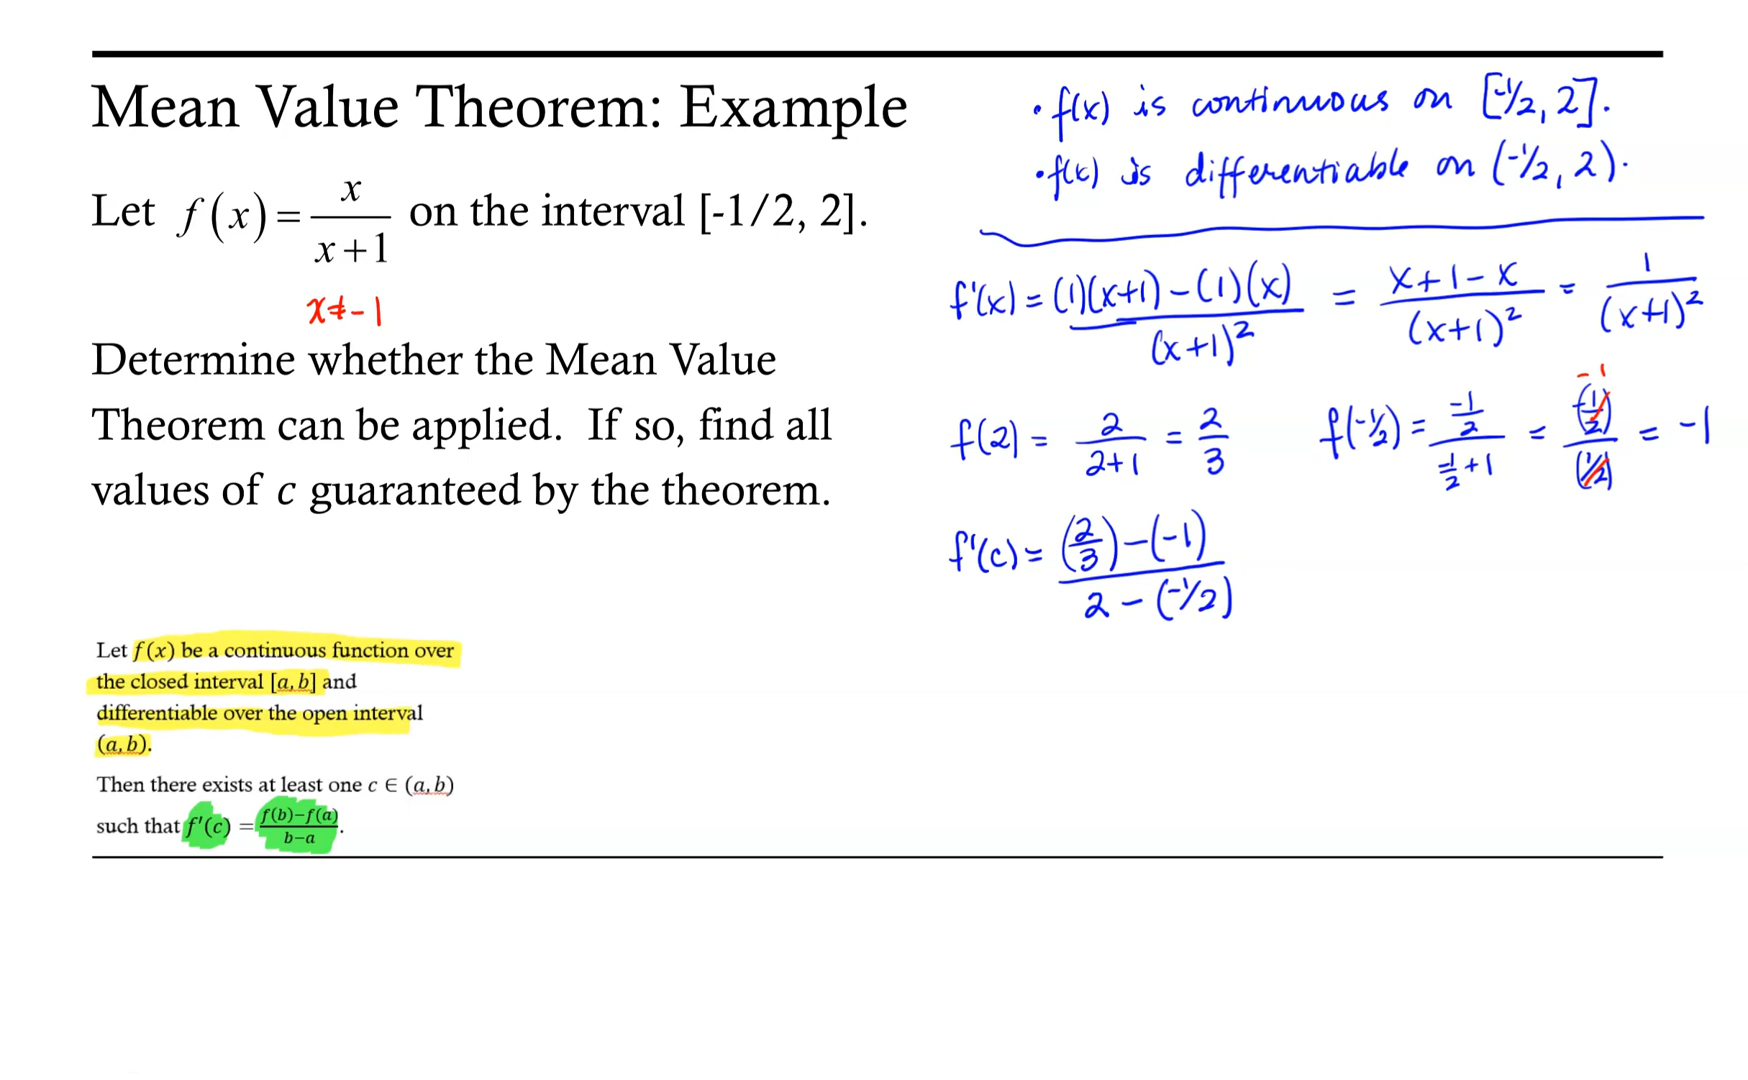 Mean Value Theorem: Example
Let f(x) = x/(x+1) on the interval [-1/2, 2].
x≠-1
Determine whether the Mean Value
Theorem can be applied. If so, find all
values of c guaranteed by the theorem.
Let f(x) be a continuous function over
the closed interval [a,b] and
differentiable over the open interval
(a,b).
Then there exists at least one c ∈ (a,b)
such that f'(c) = (f(b)−f(a))/(b−a).
• f(x) is continuous on [-1/2, 2].
• f(x) is differentiable on (-1/2, 2).
f'(x) = ((1)(x+1) - (1)(x))/(x+1)² = (x+1-x)/(x+1)² = 1/(x+1)²
f(2) = 2/(2+1) = 2/3
f(-1/2) = (-1/2)/(-1/2+1) = (-1/2)/(1/2) = -1
-1
f'(c) = ((2/3) - (-1))/(2 - (-1/2))